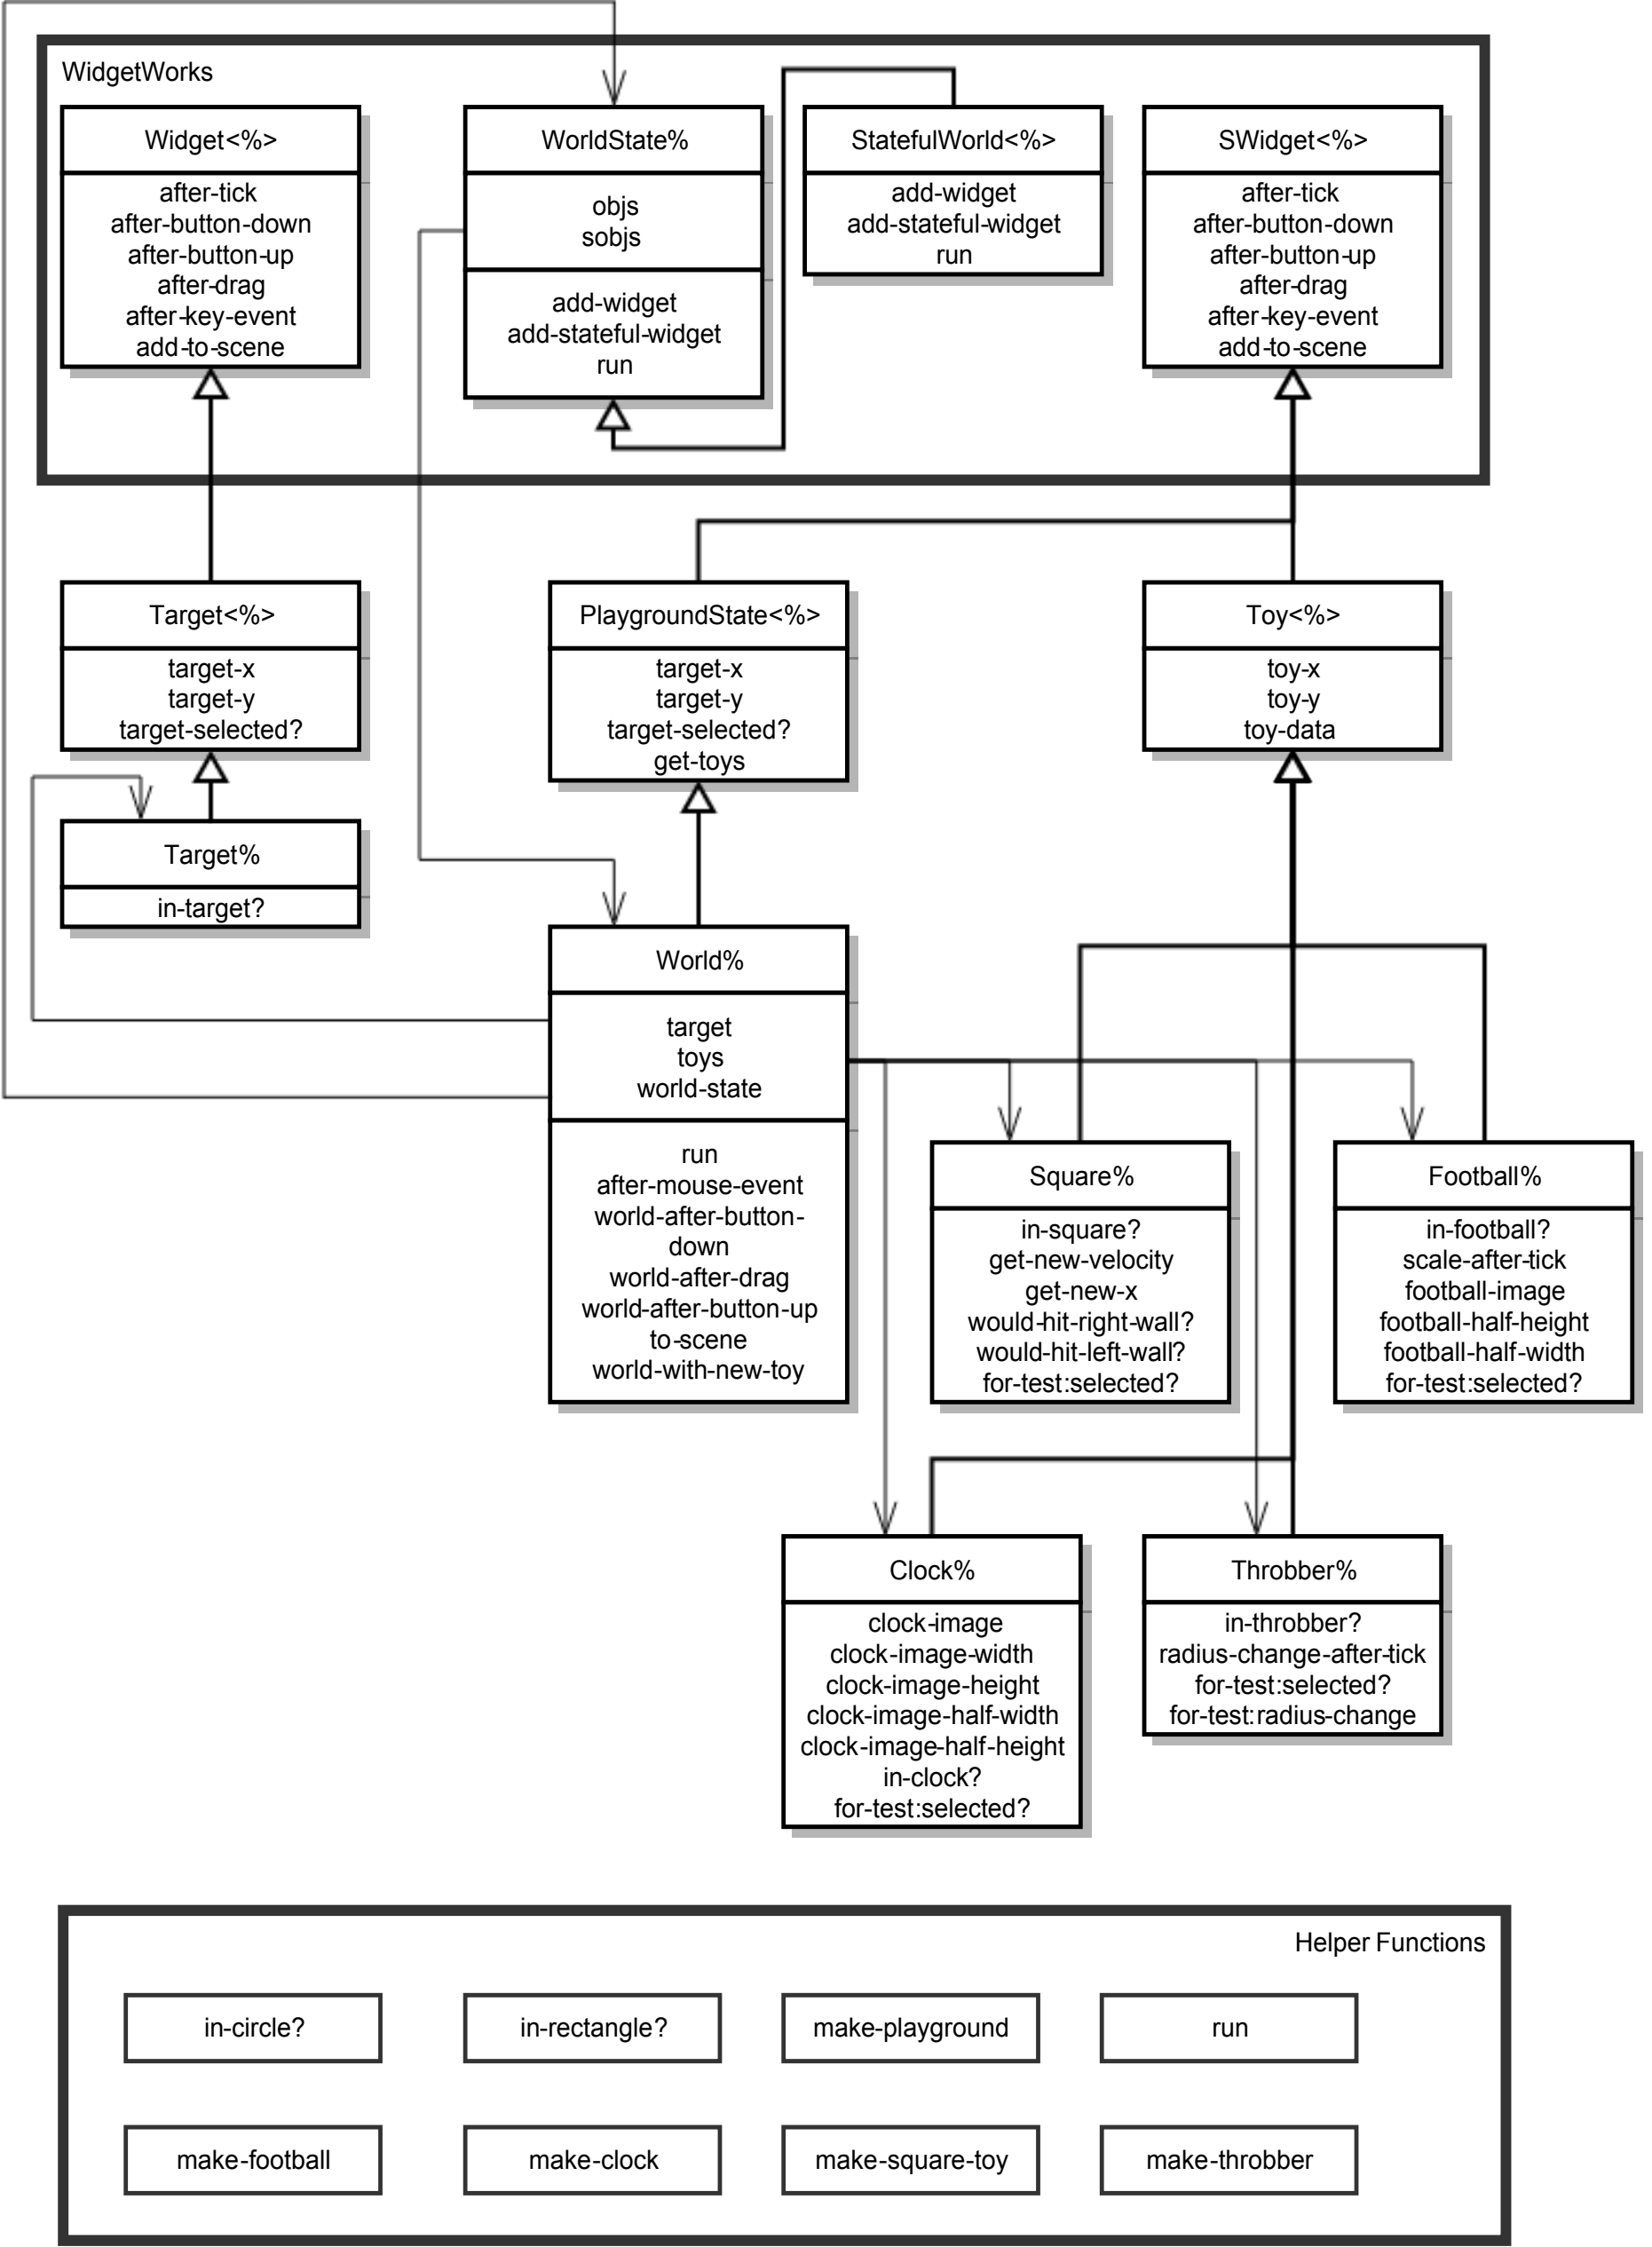 WidgetWorks
Widget<%>
after-tick
after-button-down
after-button-up
after-drag
after-key-event
add-to-scene
WorldState%
objs
sobjs
add-widget
add-stateful-widget
run
StatefulWorld<%>
add-widget
add-stateful-widget
run
SWidget<%>
after-tick
after-button-down
after-button-up
after-drag
after-key-event
add-to-scene
Target<%>
target-x
target-y
target-selected?
PlaygroundState<%>
target-x
target-y
target-selected?
get-toys
Toy<%>
toy-x
toy-y
toy-data
Target%
in-target?
World%
target
toys
world-state
run
after-mouse-event
world-after-button-
down
world-after-drag
world-after-button-up
to-scene
world-with-new-toy
Square%
in-square?
get-new-velocity
get-new-x
would-hit-right-wall?
would-hit-left-wall?
for-test:selected?
Football%
in-football?
scale-after-tick
football-image
football-half-height
football-half-width
for-test:selected?
Clock%
clock-image
clock-image-width
clock-image-height
clock-image-half-width
clock-image-half-height
in-clock?
for-test:selected?
Throbber%
in-throbber?
radius-change-after-tick
for-test:selected?
for-test:radius-change
Helper Functions
in-circle?
in-rectangle?
make-playground
run
make-football
make-clock
make-square-toy
make-throbber